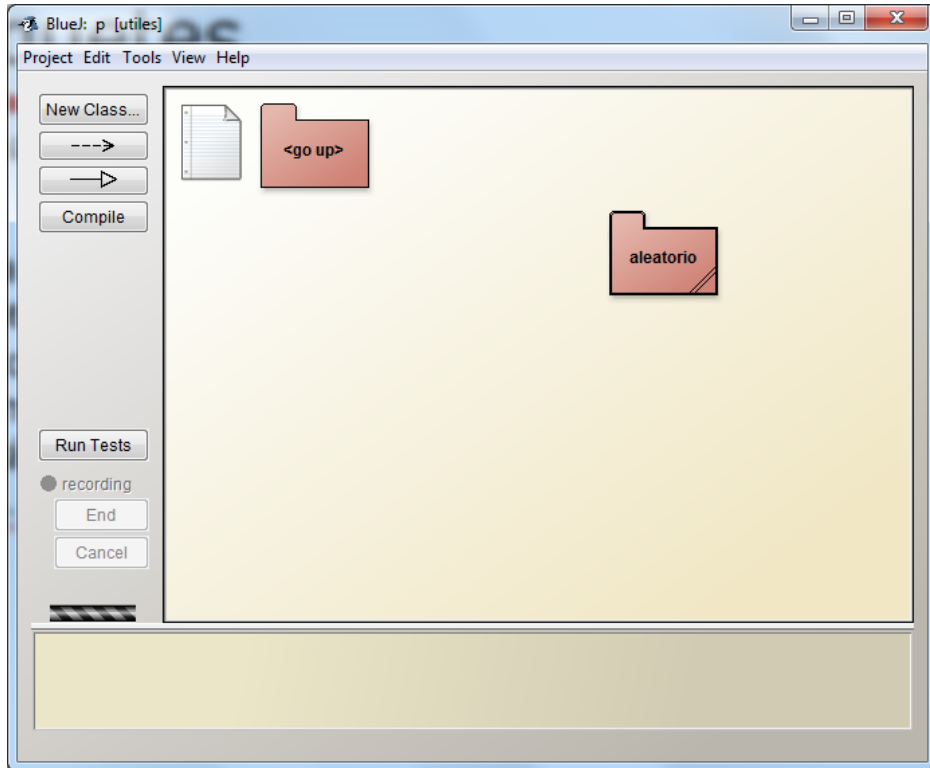 BlueJ: p [utiles]
Project Edit Tools View Help
New Class...
<go up>
Compile
aleatorio
Run Tests
recording
End
Cancel